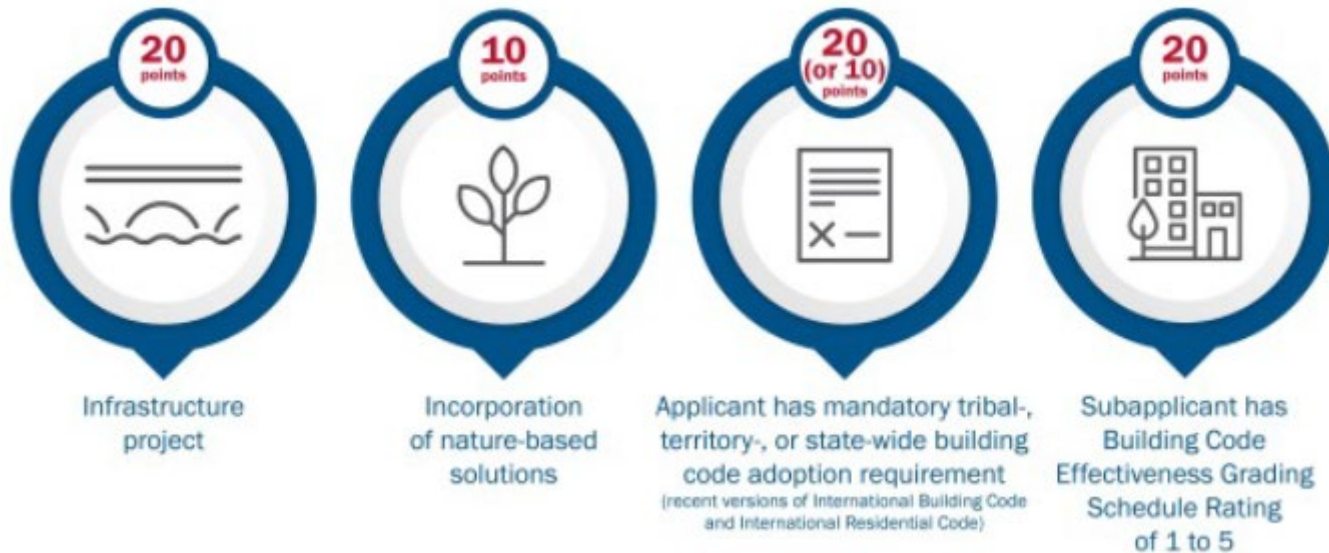 20
points
Infrastructure
project
10
points
Incorporation
of nature-based
solutions
20
(or 10)
points
Applicant has mandatory tribal-,
territory-, or state-wide building
code adoption requirement
(recent versions of International Building Code
and International Residential Code)
20
points
Subapplicant has
Building Code
Effectiveness Grading
Schedule Rating
of 1 to 5